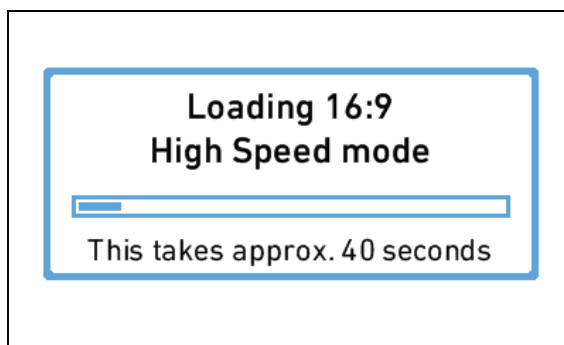 Loading 16:9
High Speed mode
This takes approx. 40 seconds